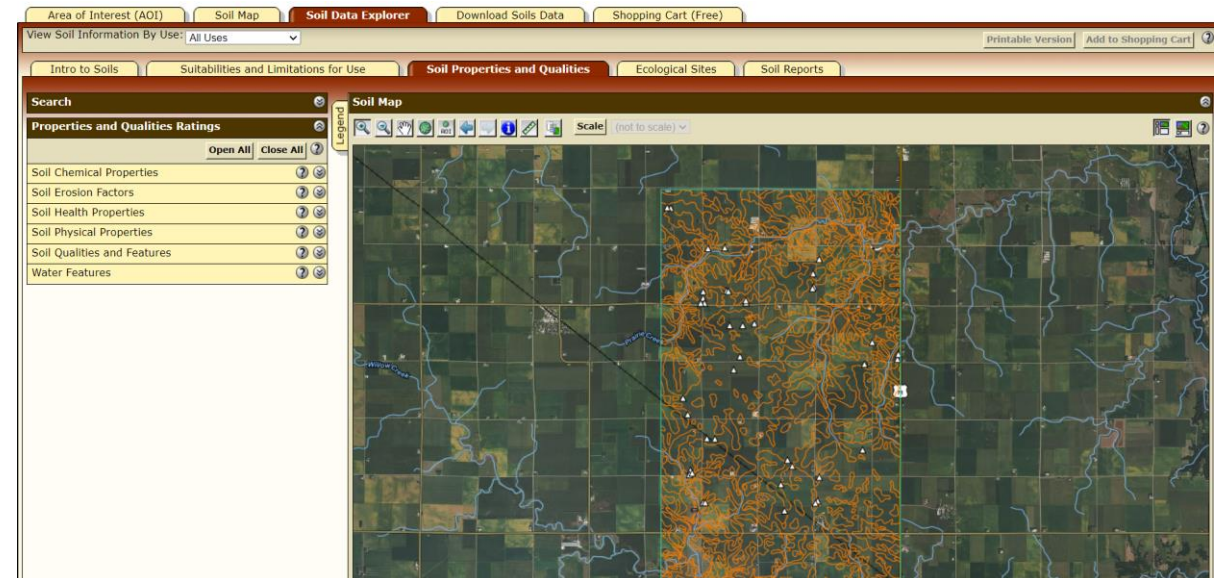 Area of Interest (AOI)
Soil Map
Soil Data Explorer
Download Soils Data
Shopping Cart (Free)
View Soil Information By Use: All Uses
Printable Version
Add to Shopping Cart
Intro to Soils
Suitabilities and Limitations for Use
Soil Properties and Qualities
Ecological Sites
Soil Reports
Search
Properties and Qualities Ratings
Open All
Close All
Soil Chemical Properties
Soil Erosion Factors
Soil Health Properties
Soil Physical Properties
Soil Qualities and Features
Water Features
Legend
Soil Map
AOI
Scale
(not to scale)
Prairie Creek
Willow Creek